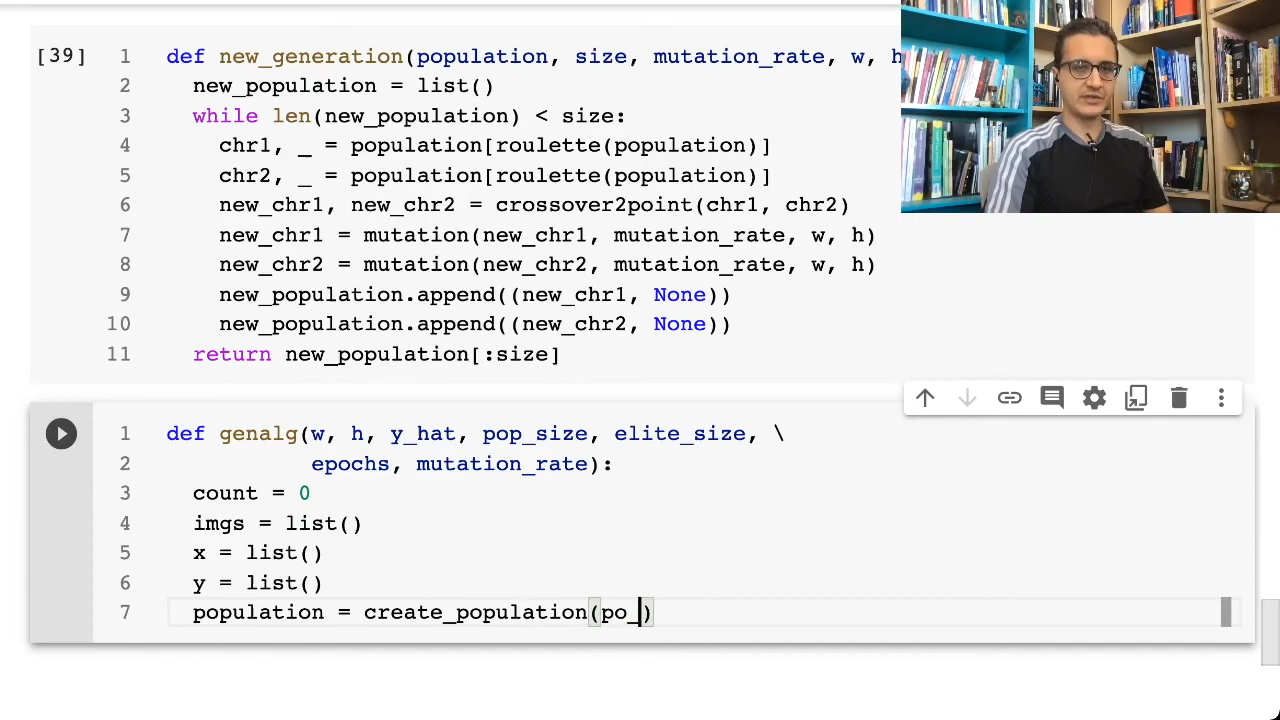 [39] 1 def new_generation(population, size, mutation_rate, w, h
2 new_population = list()
3 while len(new_population) < size:
4 chr1, _ = population[roulette(population)]
5 chr2, _ = population[roulette(population)]
6 new_chr1, new_chr2 = crossover2point(chr1, chr2)
7 new_chr1 = mutation(new_chr1, mutation_rate, w, h)
8 new_chr2 = mutation(new_chr2, mutation_rate, w, h)
9 new_population.append((new_chr1, None))
10 new_population.append((new_chr2, None))
11 return new_population[:size]
1 def genalg(w, h, y_hat, pop_size, elite_size, \
2 epochs, mutation_rate):
3 count = 0
4 imgs = list()
5 x = list()
6 y = list()
7 population = create_population(po_)